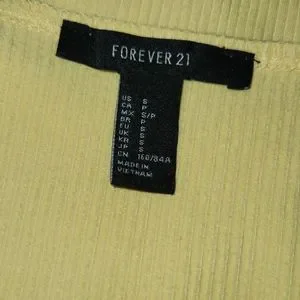 FOREVER 21
US S
CA P
MX S/P
BR P
EU S
UK S
KR S
JP S
CN 160/84A
MADE IN
VIETNAM